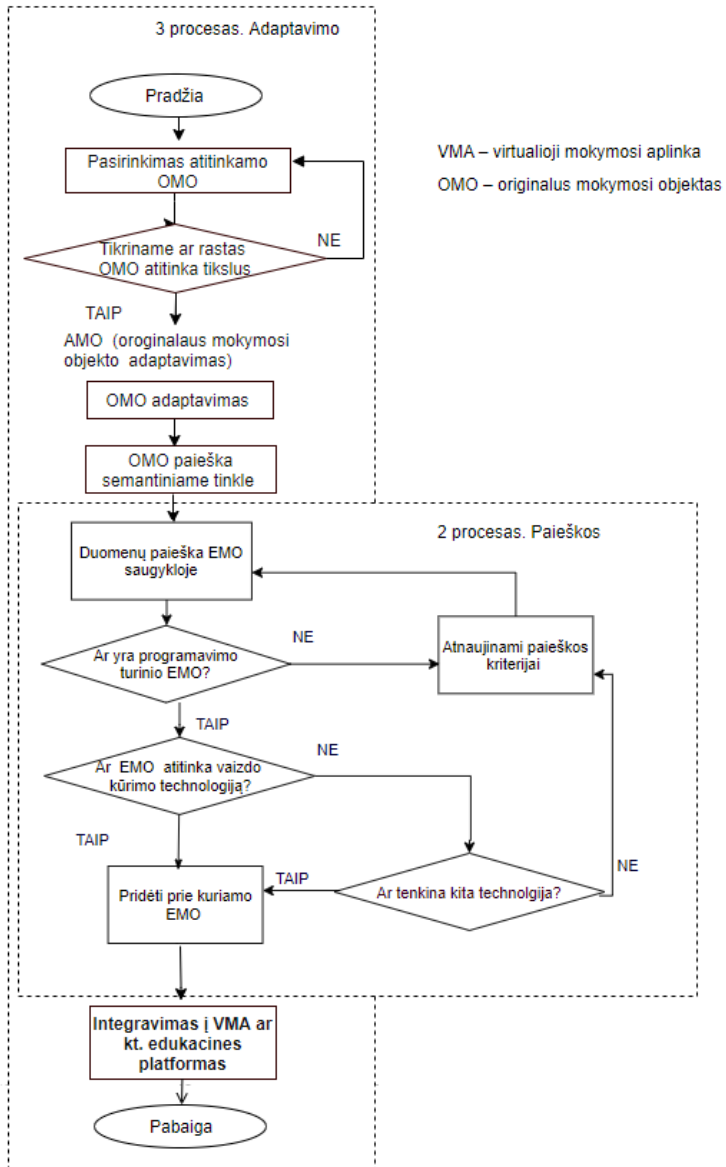 3 procesas. Adaptavimo
Pradžia
VMA – virtualioji mokymosi aplinka
Pasirinkimas atitinkamo
OMO
OMO – originalus mokymosi objektas
NE
Tikriname ar rastas
OMO atitinka tikslus
TAIP
AMO (oroginalaus mokymosi
objekto adaptavimas)
OMO adaptavimas
OMO paieška
semantiniame tinkle
2 procesas. Paieškos
Duomenų paieška EMO
saugykloje
NE
Ar yra programavimo
turinio EMO?
Atnaujinami paieškos
kriterijai
TAIP
NE
Ar EMO atitinka vaizdo
kūrimo technologiją?
TAIP
NE
TAIP
Pridėti prie kuriamo
EMO
Ar tenkina kita technolgija?
Integravimas į VMA ar
kt. edukacines
platformas
Pabaiga